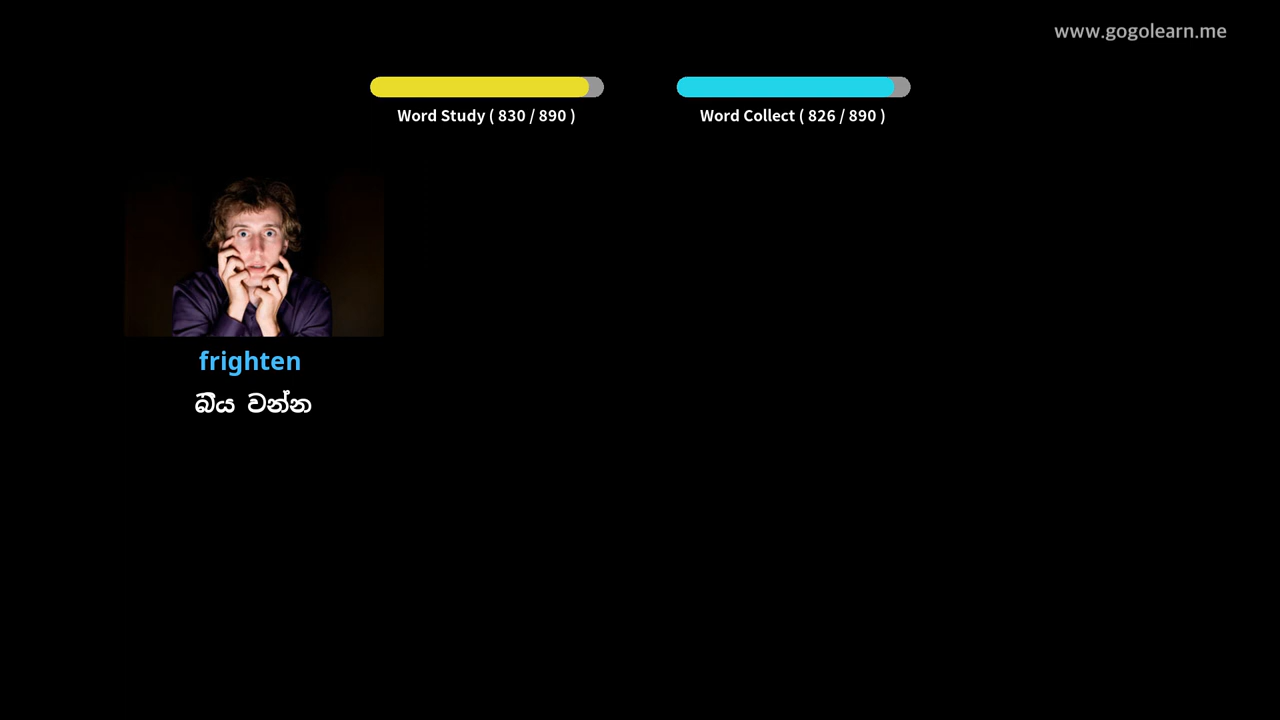 www.gogolearn.me
Word Study ( 830 / 890 )
Word Collect ( 826 / 890 )
frighten
බිය වන්න